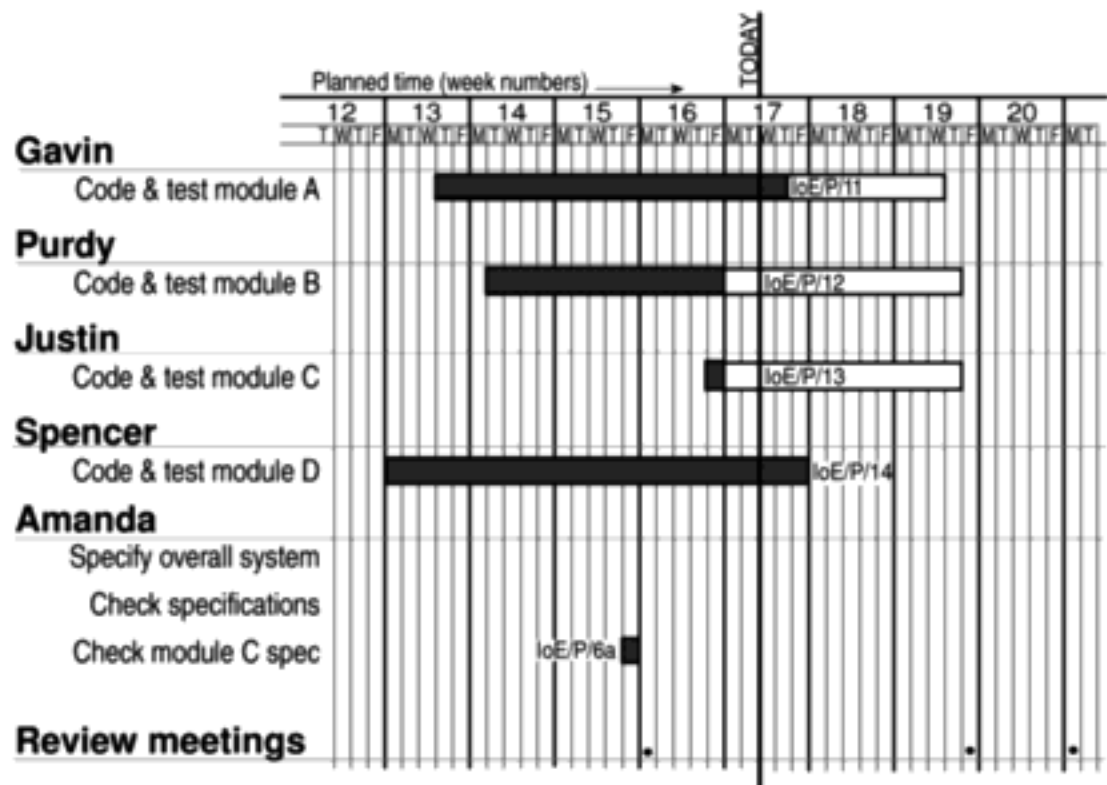 TODAY
Planned time (week numbers)
12 13 14 15 16 17 18 19 20
T W T F M T W T F M T W T F M T W T F M T W T F M T W T F M T W T F M T W T F M T W T F M T
Gavin
Code & test module A IoE/P/11
Purdy
Code & test module B IoE/P/12
Justin
Code & test module C IoE/P/13
Spencer
Code & test module D IoE/P/14
Amanda
Specify overall system
Check specifications
Check module C spec IoE/P/6a
Review meetings